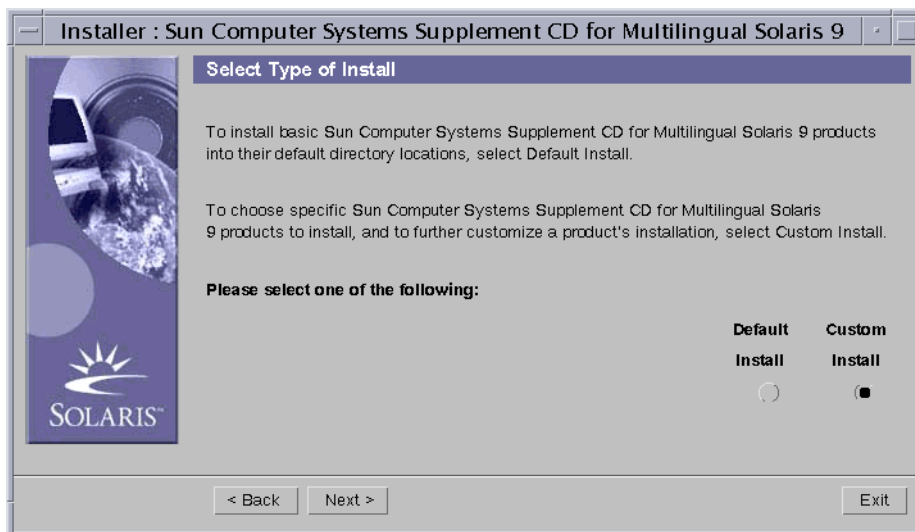 Installer : Sun Computer Systems Supplement CD for Multilingual Solaris 9
Select Type of Install
To install basic Sun Computer Systems Supplement CD for Multilingual Solaris 9 products
into their default directory locations, select Default Install.
To choose specific Sun Computer Systems Supplement CD for Multilingual Solaris
9 products to install, and to further customize a product's installation, select Custom Install.
Please select one of the following:
Default Custom
Install Install
SOLARIS™
< Back Next > Exit